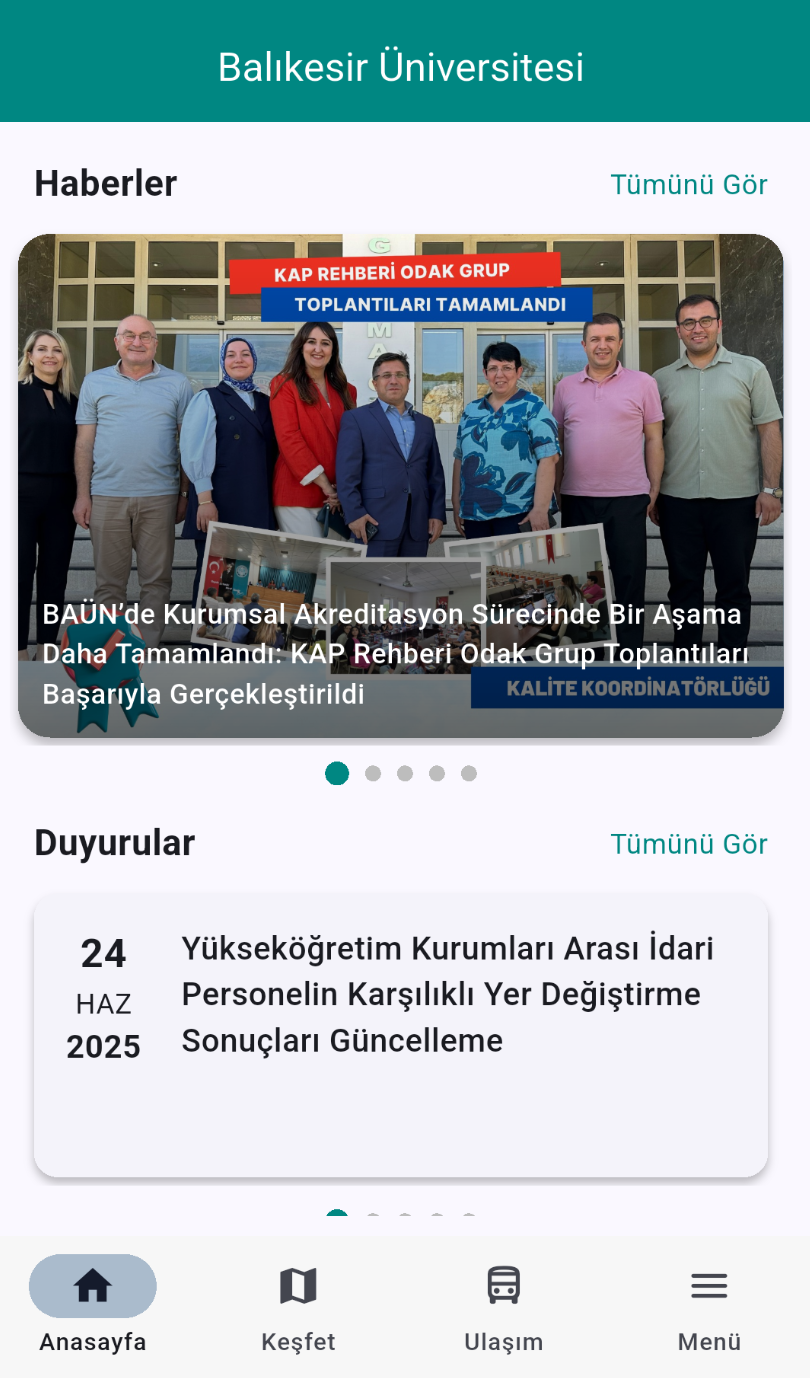 Balıkesir Üniversitesi
Haberler
Tümünü Gör
G
M
A
KAP REHBERİ ODAK GRUP
TOPLANTILARI TAMAMLANDI
BAÜN’de Kurumsal Akreditasyon Sürecinde Bir Aşama
Daha Tamamlandı: KAP Rehberi Odak Grup Toplantıları
Başarıyla Gerçekleştirildi
KALİTE KOORDİNATÖRLÜĞÜ
Duyurular
Tümünü Gör
24
HAZ
2025
Yükseköğretim Kurumları Arası İdari
Personelin Karşılıklı Yer Değiştirme
Sonuçları Güncelleme
Anasayfa
Keşfet
Ulaşım
Menü